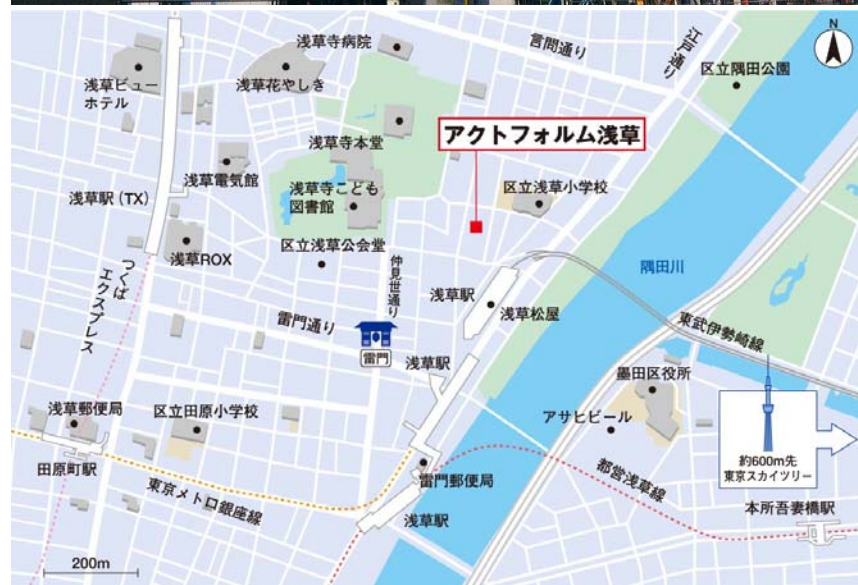 浅草寺病院
言問通り
江戸通り
N
区立隅田公園
浅草ビュー
ホテル
浅草花やしき
アクトフォルム浅草
浅草寺本堂
浅草電気館
浅草寺こども
図書館
区立浅草小学校
浅草駅（TX）
浅草ROX
区立浅草公会堂
仲見世通り
隅田川
つくば
エクスプレス
浅草駅
浅草松屋
雷門通り
東武伊勢崎線
雷門
浅草駅
墨田区役所
浅草郵便局
区立田原小学校
アサヒビール
田原町駅
雷門郵便局
約600m先
東京スカイツリー
東京メトロ銀座線
都営浅草線
浅草駅
本所吾妻橋駅
200m